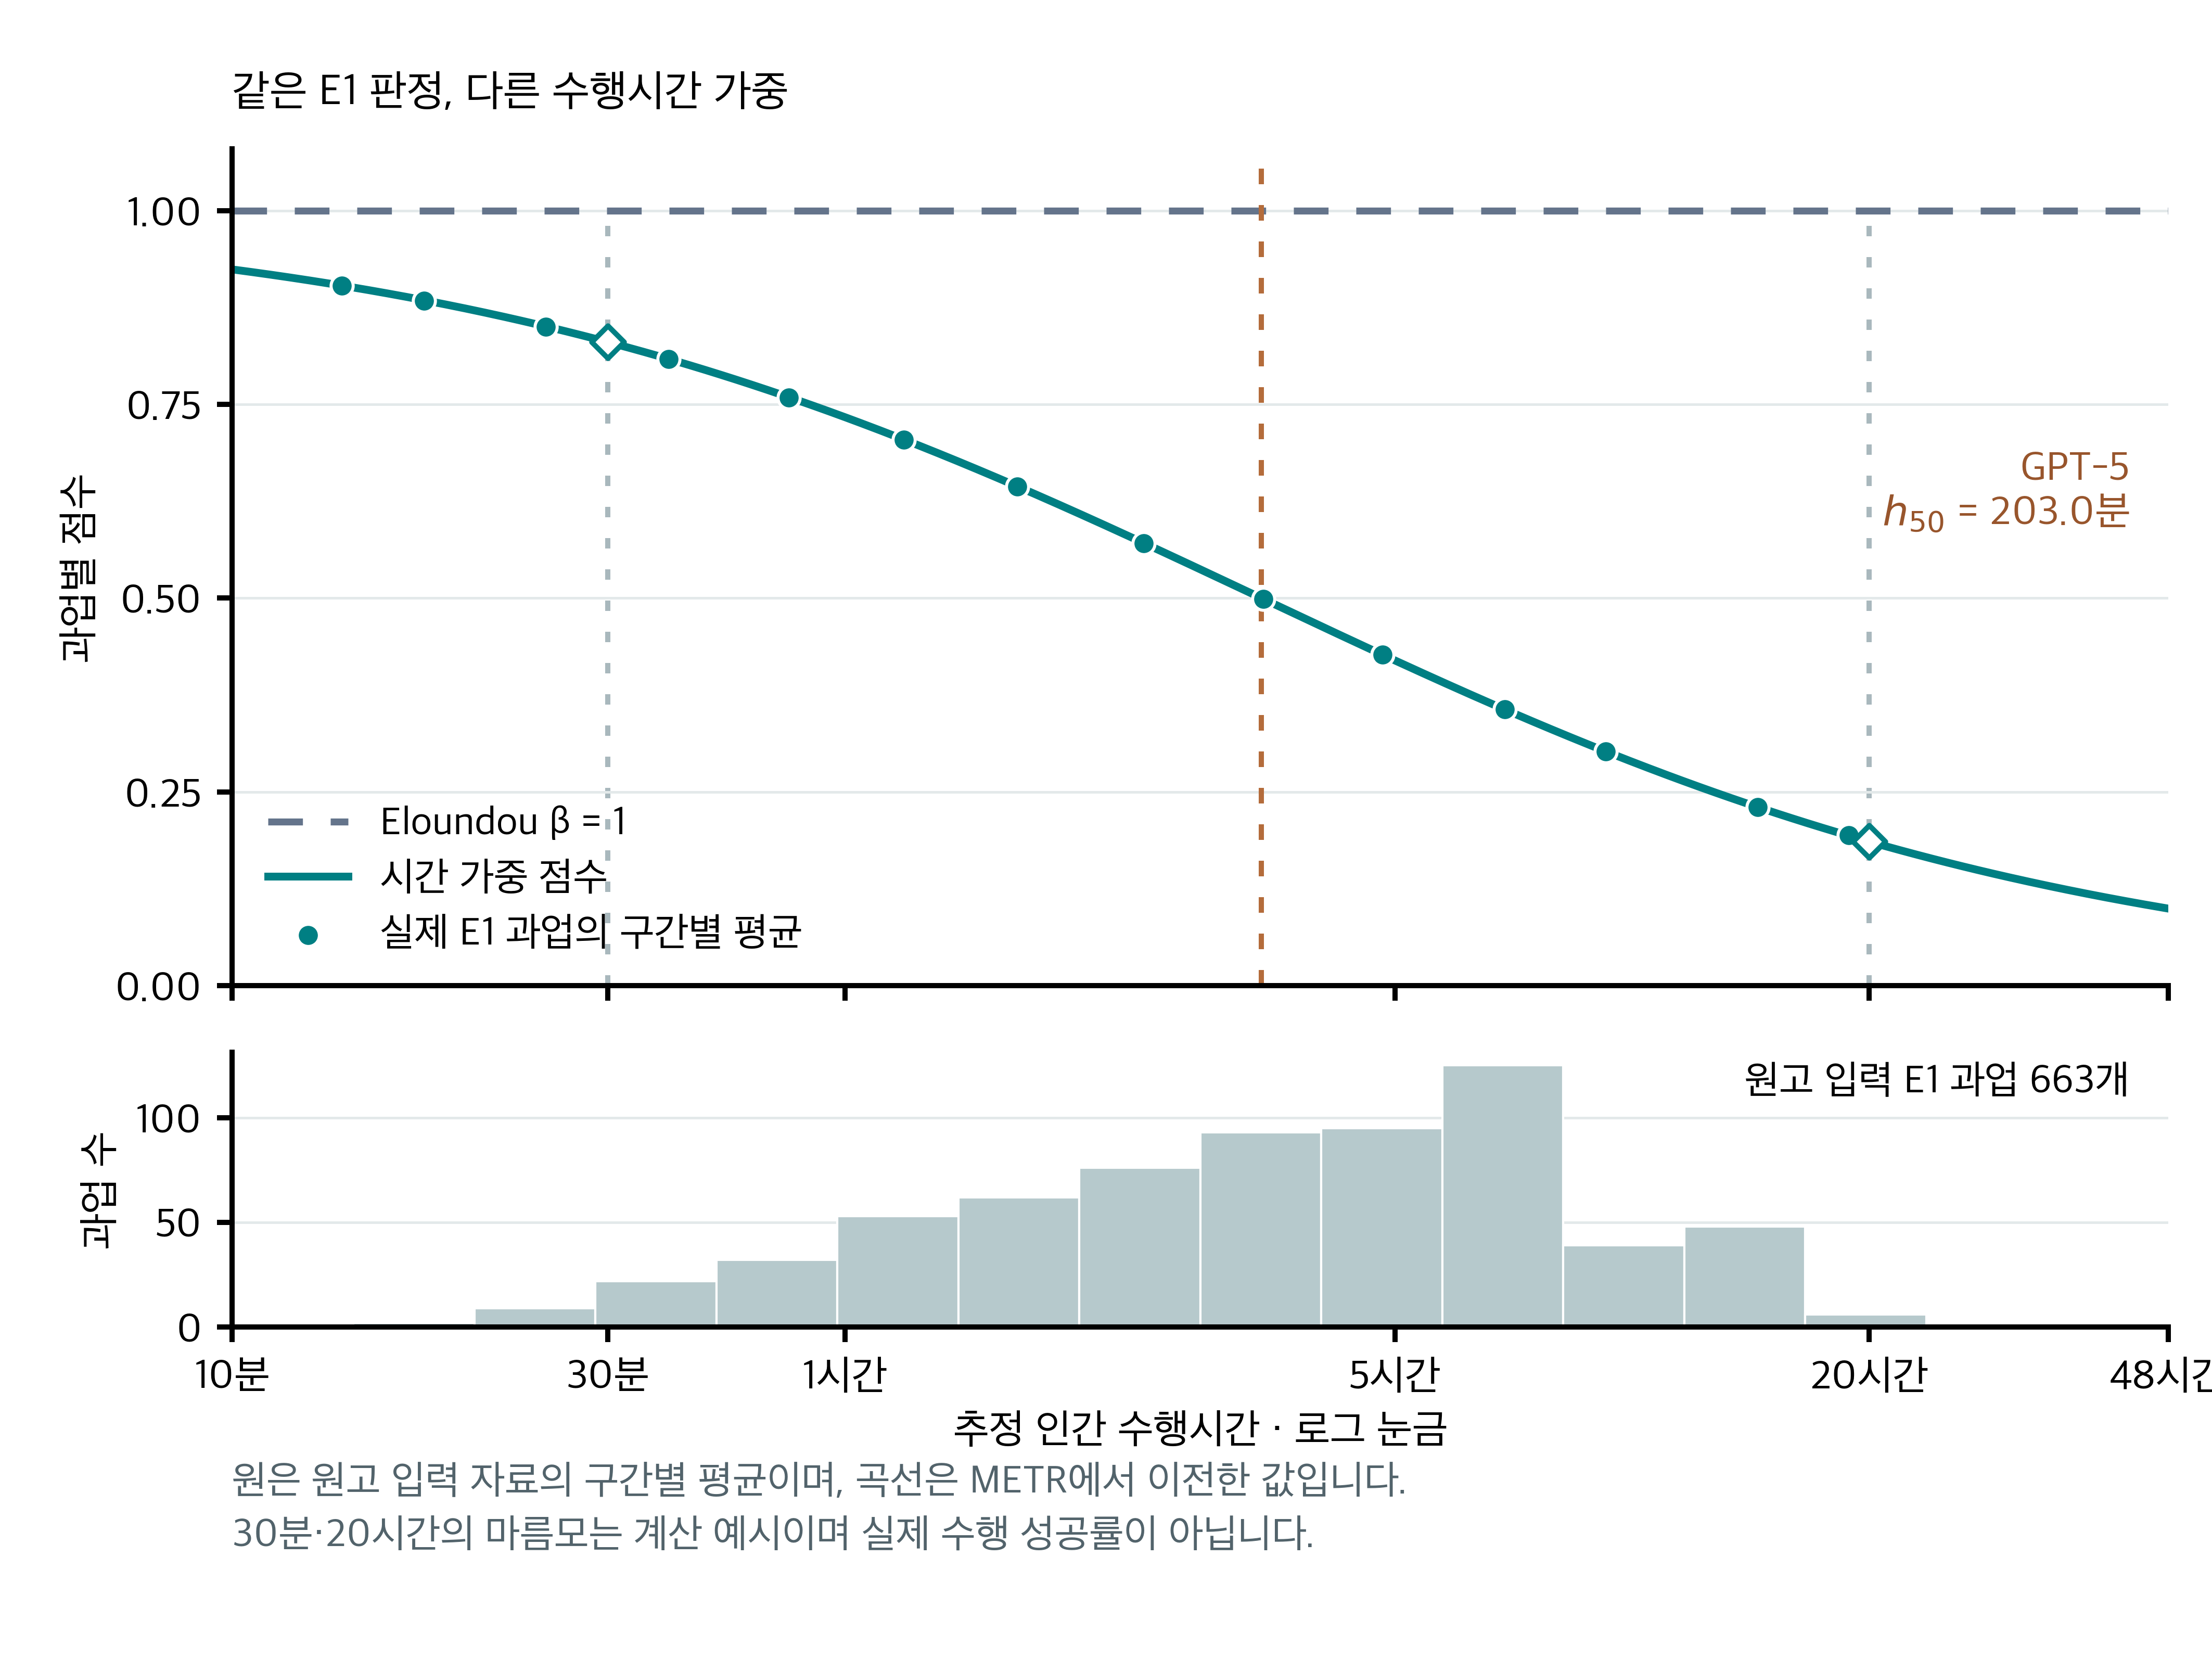 같은 E1 판정, 다른 수행시간 가중
1.00
0.75
0.50
0.25
0.00
과업별 점수
GPT-5
h50 = 203.0분
Eloundou β = 1
시간 가중 점수
실제 E1 과업의 구간별 평균
원고 입력 E1 과업 663개
100
50
0
과업 수
10분 30분 1시간 5시간 20시간 48시간
추정 인간 수행시간 · 로그 눈금
원은 원고 입력 자료의 구간별 평균이며, 곡선은 METR에서 이전한 값입니다.
30분·20시간의 마름모는 계산 예시이며 실제 수행 성공률이 아닙니다.